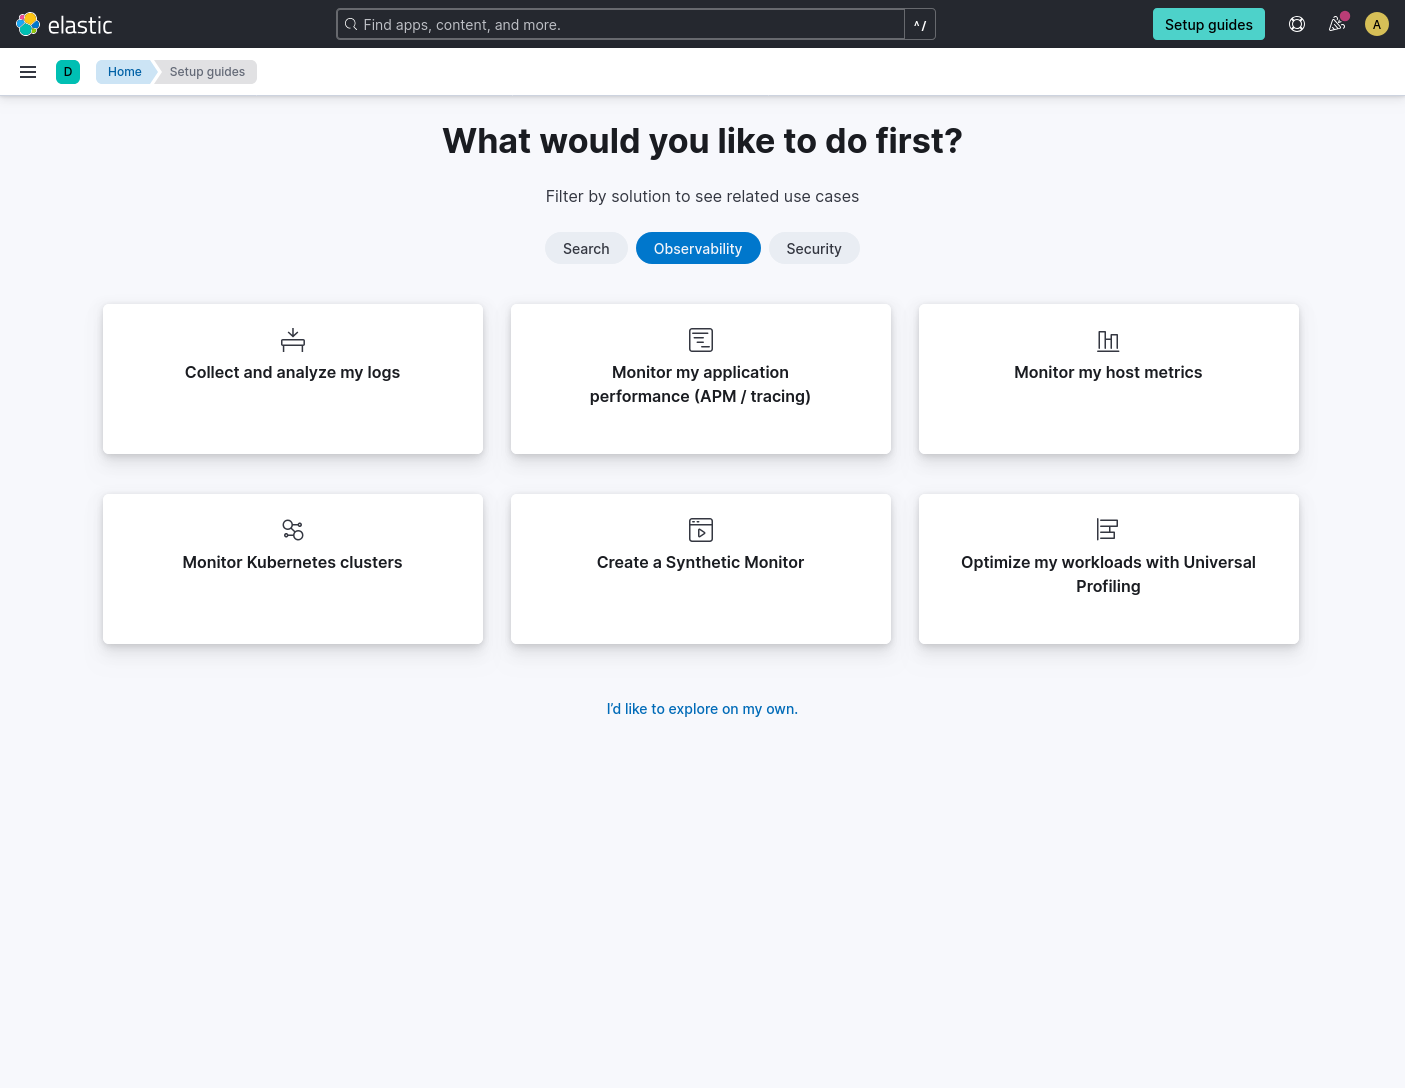 elastic
Find apps, content, and more.
^ /
Setup guides
A
D
Home
Setup guides
What would you like to do first?
Filter by solution to see related use cases
Search
Observability
Security
Collect and analyze my logs
Monitor my application
performance (APM / tracing)
Monitor my host metrics
Monitor Kubernetes clusters
Create a Synthetic Monitor
Optimize my workloads with Universal
Profiling
I’d like to explore on my own.